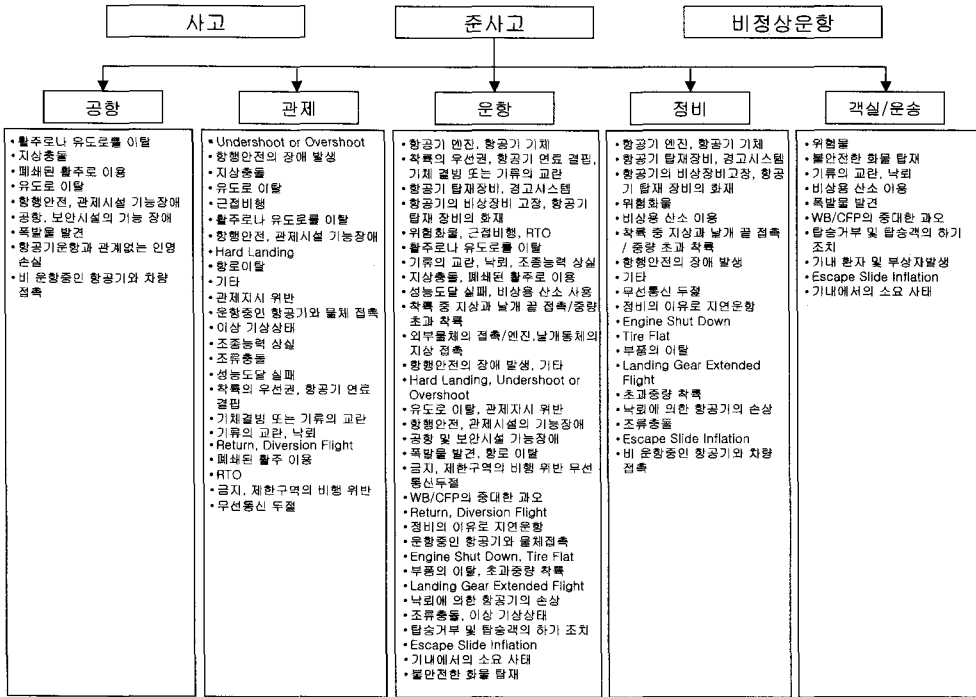 사고
준사고
비정상운항
공항
• 활주로나 유도로를 이탈
• 지상충돌
• 폐쇄된 활주로 이용
• 유도로 이탈
• 항행안전, 관제시설 기능장애
• 공항, 보안시설의 기능 장애
• 폭발물 발견
• 항공기운항과 관계없는 인명
손실
• 비 운항중인 항공기와 차량
접촉
관제
• Undershoot or Overshoot
• 항행안전의 장애 발생
• 지상충돌
• 유도로 이탈
• 근접비행
• 활주로나 유도로를 이탈
• 항행안전, 관제시설 기능장애
• Hard Landing
• 항로이탈
• 기타
• 관제지시 위반
• 운항중인 항공기와 물체 접촉
• 이상 기상상태
• 조종능력 상실
• 조류충돌
• 성능도달 실패
• 착륙의 우선권, 항공기 연료
결핍
• 기체결빙 또는 기류의 교란
• 기류의 교란, 낙뢰
• Return, Diversion Flight
• 폐쇄된 활주 이용
• RTO
• 금지, 제한구역의 비행 위반
• 무선통신 두절
운항
• 항공기 엔진, 항공기 기체
• 착륙의 우선권, 항공기 연료 결핍,
기체 결빙 또는 기류의 교란
• 항공기 탑재장비, 경고시스템
• 항공기의 비상장비 고장, 항공기
탑재 장비의 화재
• 위험화물, 근접비행, RTO
• 활주로나 유도로를 이탈
• 기류의 교란, 낙뢰, 조종능력 상실
• 지상충돌, 폐쇄된 활주로 이용
• 성능도달 실패, 비상용 산소 사용
• 착륙 중 지상과 날개 끝 접촉/중량
초과 착륙
• 외부물체의 접촉/엔진,날개동체의
지상 접촉
• 항행안전의 장애 발생, 기타
• Hard Landing, Undershoot or
Overshoot
• 유도로 이탈, 관제지시 위반
• 항행안전, 관제시설의 기능장애
• 공항 및 보안시설 기능장애
• 폭발물 발견, 항로 이탈
• 금지, 제한구역의 비행 위반 무선
통신두절
• WB/CFP의 중대한 과오
• Return, Diversion Flight
• 정비의 이유로 지연운항
• 운항중인 항공기와 물체접촉
• Engine Shut Down, Tire Flat
• 부품의 이탈, 초과중량 착륙
• Landing Gear Extended Flight
• 낙뢰에 의한 항공기의 손상
• 조류충돌, 이상 기상상태
• 탑승거부 및 탑승객의 하기 조치
• Escape Slide Inflation
• 기내에서의 소요 사태
• 불안전한 화물 탑재
정비
• 항공기 엔진, 항공기 기체
• 항공기 탑재장비, 경고시스템
• 항공기의 비상장비고장, 항공
기 탑재 장비의 화재
• 위험화물
• 비상용 산소 이용
• 착륙 중 지상과 날개 끝 접촉
/ 중량 초과 착륙
• 항행안전의 장애 발생
• 기타
• 무선통신 두절
• 정비의 이유로 지연운항
• Engine Shut Down
• Tire Flat
• 부품의 이탈
• Landing Gear Extended
Flight
• 초과중량 착륙
• 낙뢰에 의한 항공기의 손상
• 조류충돌
• Escape Slide Inflation
• 비 운항중인 항공기와 차량
접촉
객실/운송
• 위험물
• 불안전한 화물 탑재
• 기류의 교란, 낙뢰
• 비상용 산소 이용
• 폭발물 발견
• WB/CFP의 중대한 과오
• 탑승거부 및 탑승객의 하기
조치
• 기내 환자 및 부상자발생
• Escape Slide Inflation
• 기내에서의 소요 사태